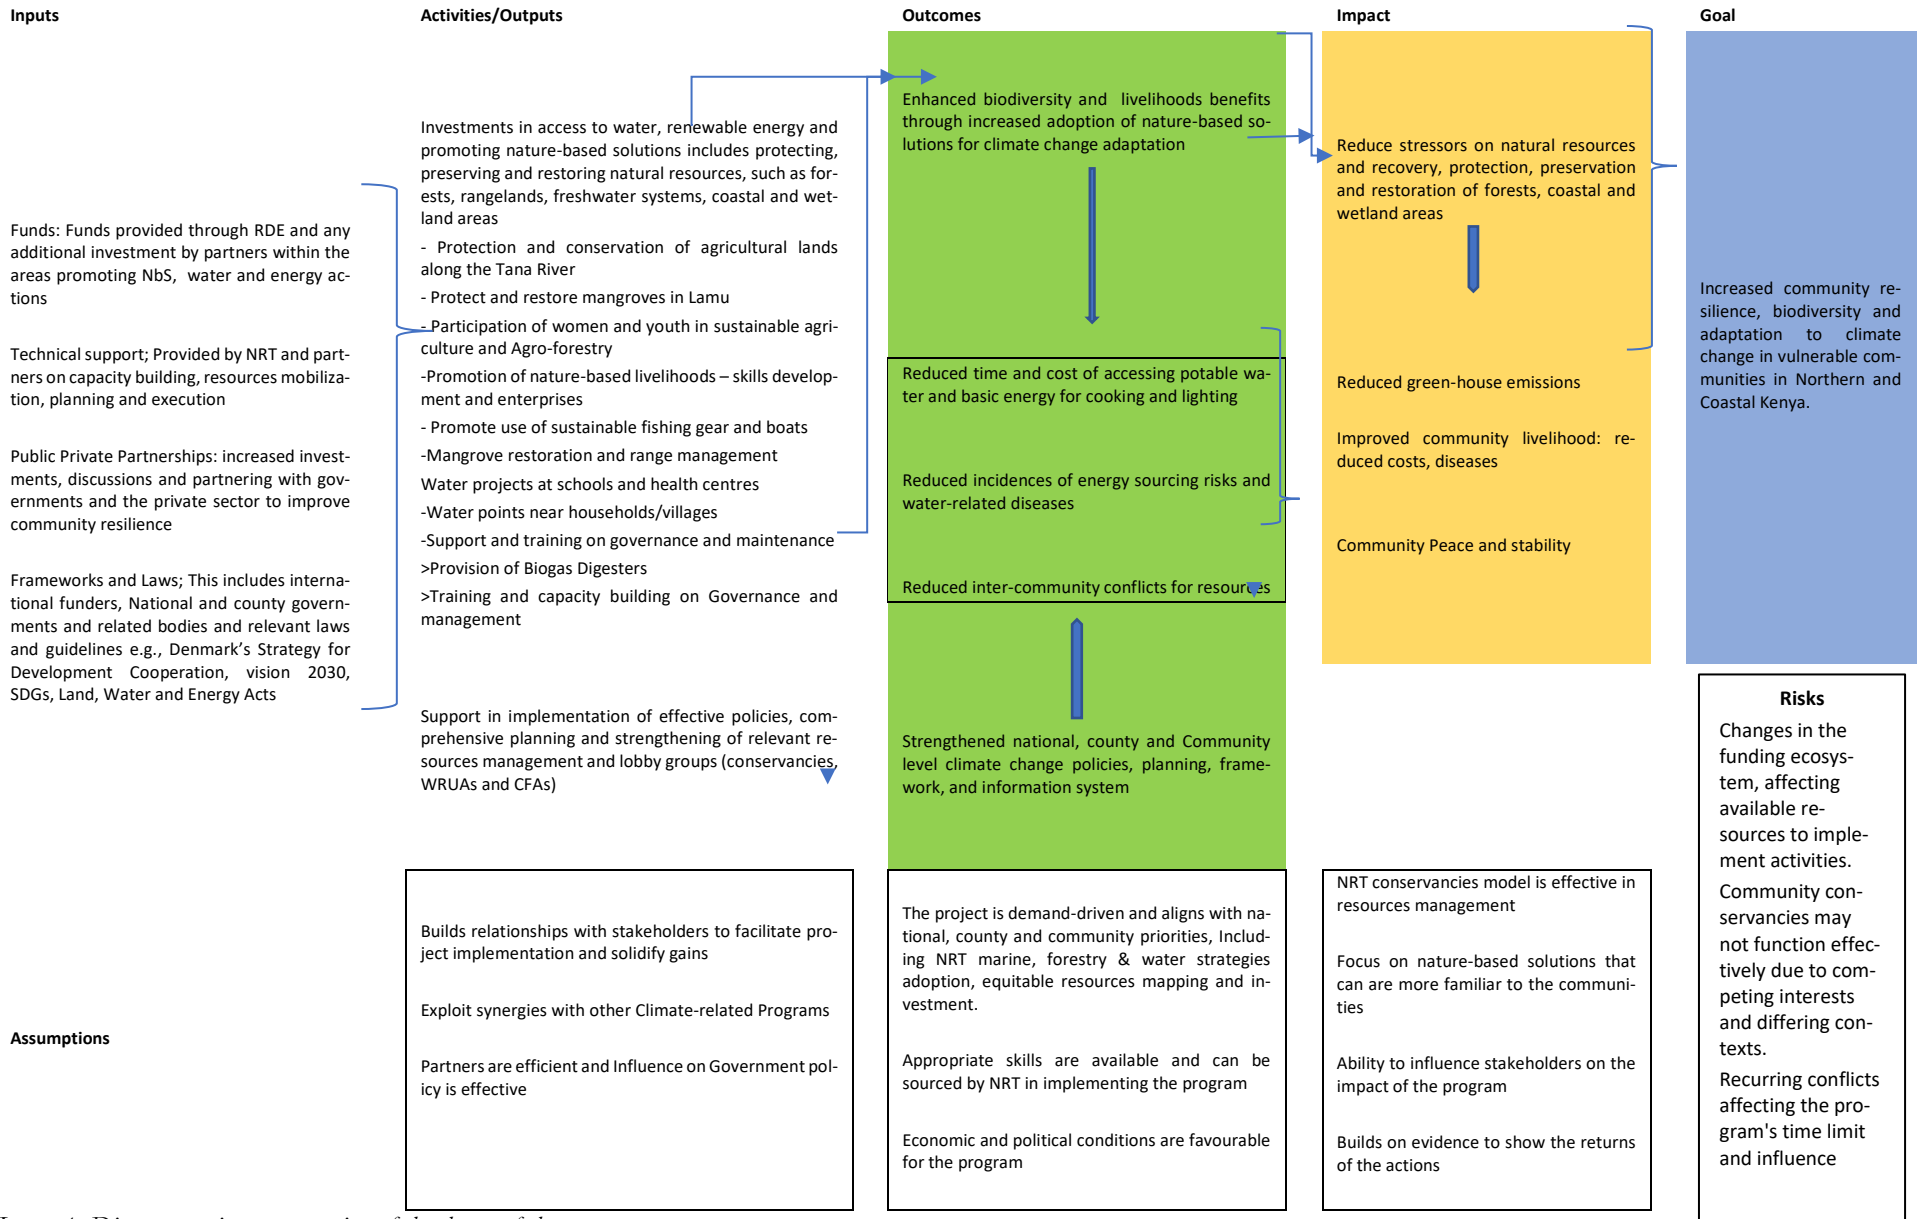 Inputs
Activities/Outputs
Outcomes
Impact
Goal
Funds: Funds provided through RDE and any
additional investment by partners within the
areas promoting NbS, water and energy ac-
tions
Technical support; Provided by NRT and part-
ners on capacity building, resources mobiliza-
tion, planning and execution
Public Private Partnerships: increased invest-
ments, discussions and partnering with gov-
ernments and the private sector to improve
community resilience
Frameworks and Laws; This includes interna-
tional funders, National and county govern-
ments and related bodies and relevant laws
and guidelines e.g., Denmark's Strategy for
Development Cooperation, vision 2030,
SDGs, Land, Water and Energy Acts
Investments in access to water, renewable energy and
promoting nature-based solutions includes protecting,
preserving and restoring natural resources, such as for-
ests, rangelands, freshwater systems, coastal and wet-
land areas
- Protection and conservation of agricultural lands
along the Tana River
- Protect and restore mangroves in Lamu
- Participation of women and youth in sustainable agri-
culture and Agro-forestry
-Promotion of nature-based livelihoods – skills develop-
ment and enterprises
- Promote use of sustainable fishing gear and boats
-Mangrove restoration and range management
Water projects at schools and health centres
-Water points near households/villages
-Support and training on governance and maintenance
>Provision of Biogas Digesters
>Training and capacity building on Governance and
management
Support in implementation of effective policies, com-
prehensive planning and strengthening of relevant re-
sources management and lobby groups (conservancies,
WRUAs and CFAs)
Enhanced biodiversity and livelihoods benefits
through increased adoption of nature-based so-
lutions for climate change adaptation
Reduced time and cost of accessing potable wa-
ter and basic energy for cooking and lighting
Reduced incidences of energy sourcing risks and
water-related diseases
Reduced inter-community conflicts for resources
Strengthened national, county and Community
level climate change policies, planning, frame-
work, and information system
Reduce stressors on natural resources
and recovery, protection, preservation
and restoration of forests, coastal and
wetland areas
Reduced green-house emissions
Improved community livelihood: re-
duced costs, diseases
Community Peace and stability
Increased community re-
silience, biodiversity and
adaptation to climate
change in vulnerable com-
munities in Northern and
Coastal Kenya.
Risks
Changes in the
funding ecosys-
tem, affecting
available re-
sources to imple-
ment activities.
Community con-
servancies may
not function effec-
tively due to com-
peting interests
and differing con-
texts.
Recurring conflicts
affecting the pro-
gram's time limit
and influence
Assumptions
Builds relationships with stakeholders to facilitate pro-
ject implementation and solidify gains
Exploit synergies with other Climate-related Programs
Partners are efficient and Influence on Government pol-
icy is effective
The project is demand-driven and aligns with na-
tional, county and community priorities, Includ-
ing NRT marine, forestry & water strategies
adoption, equitable resources mapping and in-
vestment.
Appropriate skills are available and can be
sourced by NRT in implementing the program
Economic and political conditions are favourable
for the program
NRT conservancies model is effective in
resources management
Focus on nature-based solutions that
can are more familiar to the communi-
ties
Ability to influence stakeholders on the
impact of the program
Builds on evidence to show the returns
of the actions